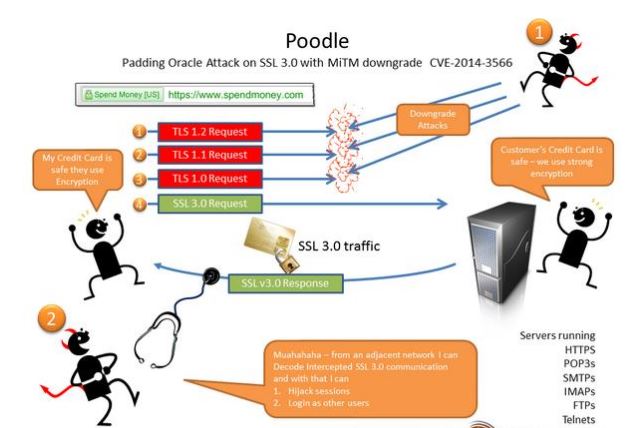 Poodle
Padding Oracle Attack on SSL 3.0 with MiTM downgrade CVE-2014-3566
1
Spend Money [US] https://www.spendmoney.com
Downgrade
Attacks
1 TLS 1.2 Request
2 TLS 1.1 Request
3 TLS 1.0 Request
4 SSL 3.0 Request
My Credit Card is
safe they use
Encryption
Customer's Credit Card is
safe – we use strong
encryption
SSL 3.0 traffic
SSL v3.0 Response
2
Muahahaha – from an adjacent network I can
Decode Intercepted SSL 3.0 communication
and with that I can
1. Hijack sessions
2. Login as other users
Servers running
HTTPS
POP3s
SMTPs
IMAPs
FTPs
Telnets